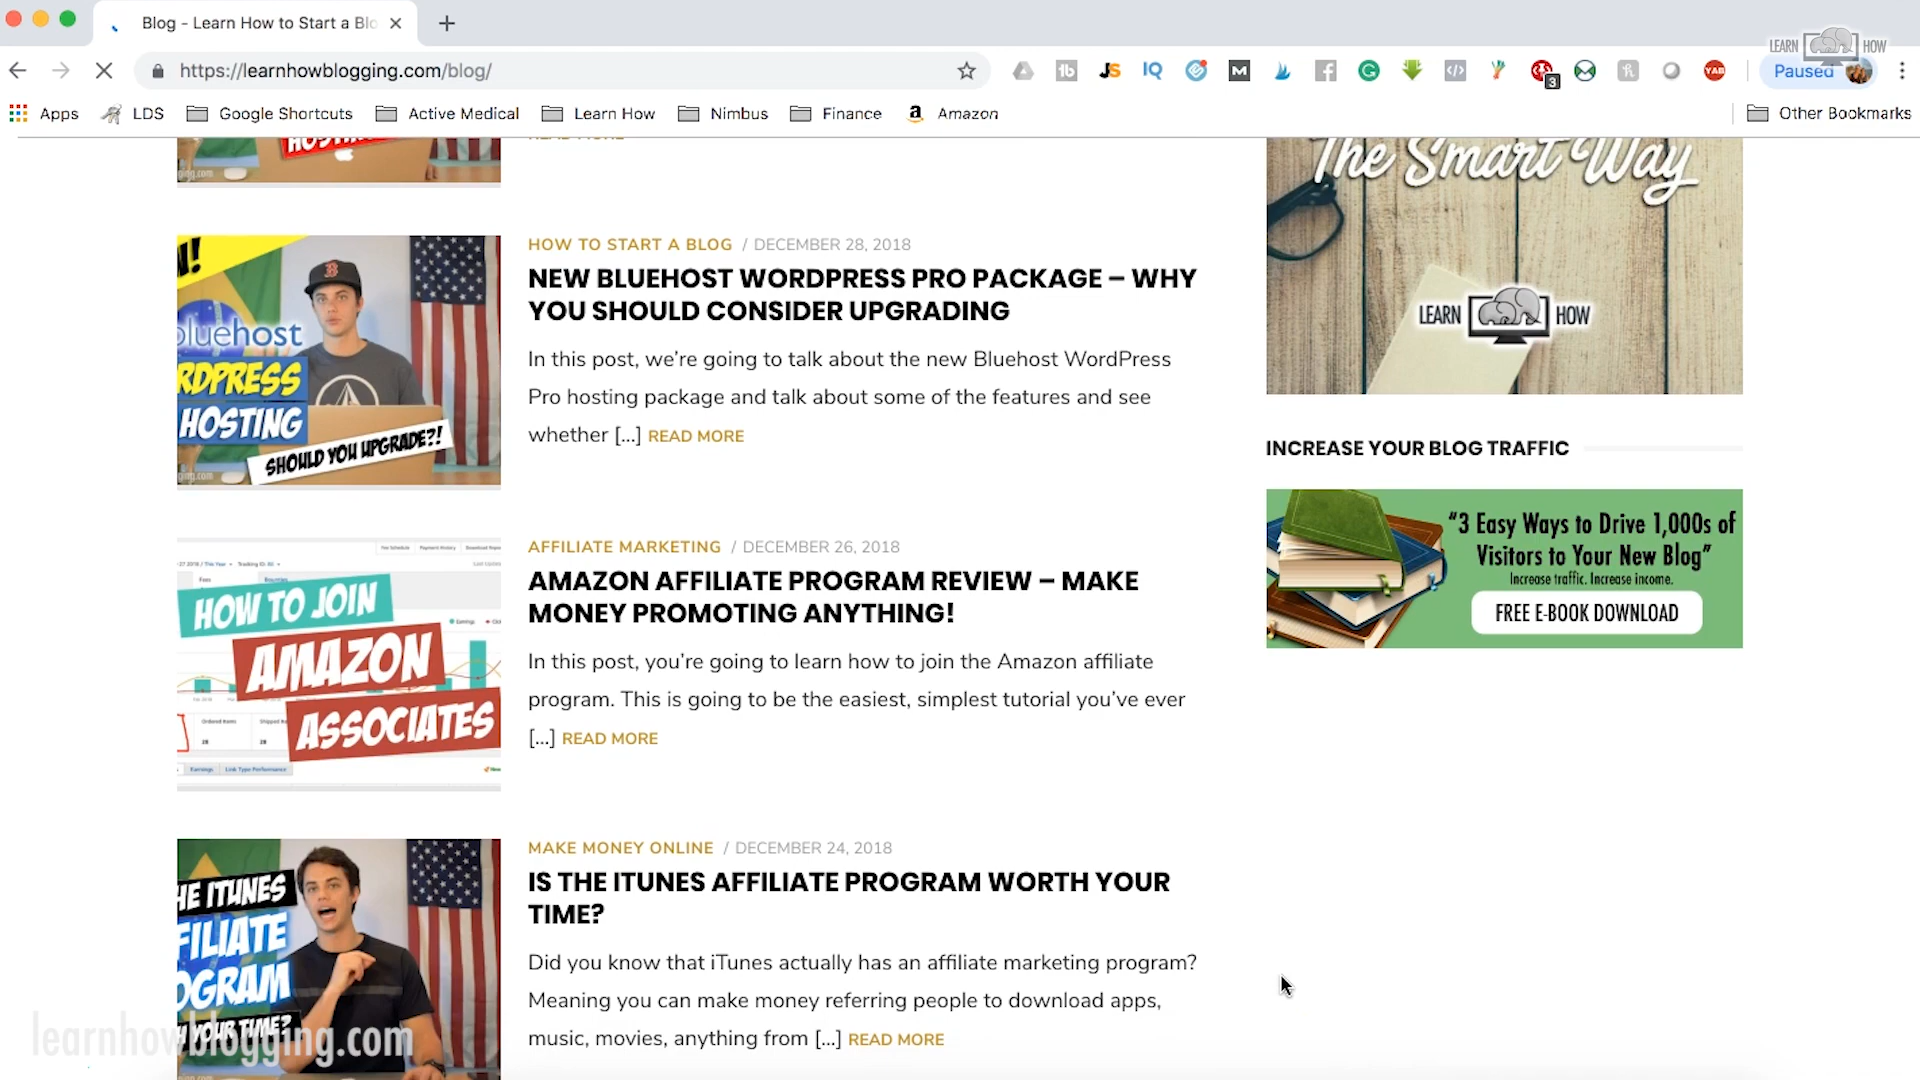 Blog - Learn How to Start a Blo
LEARN HOW
https://learnhowblogging.com/blog/
Paused
Apps LDS Google Shortcuts Active Medical Learn How Nimbus Finance Amazon Other Bookmarks
READ MORE
The Smart Way
LEARN HOW
HOW TO START A BLOG / DECEMBER 28, 2018
NEW BLUEHOST WORDPRESS PRO PACKAGE – WHY
YOU SHOULD CONSIDER UPGRADING
In this post, we’re going to talk about the new Bluehost WordPress
Pro hosting package and talk about some of the features and see
whether [...] READ MORE
bluehost
RDPRESS
HOSTING
SHOULD YOU UPGRADE?!
INCREASE YOUR BLOG TRAFFIC
"3 Easy Ways to Drive 1,000s of
Visitors to Your New Blog"
Increase traffic. Increase income.
FREE E-BOOK DOWNLOAD
AFFILIATE MARKETING / DECEMBER 26, 2018
AMAZON AFFILIATE PROGRAM REVIEW – MAKE
MONEY PROMOTING ANYTHING!
In this post, you’re going to learn how to join the Amazon affiliate
program. This is going to be the easiest, simplest tutorial you’ve ever
[...] READ MORE
HOW TO JOIN
AMAZON
ASSOCIATES
MAKE MONEY ONLINE / DECEMBER 24, 2018
IS THE ITUNES AFFILIATE PROGRAM WORTH YOUR
TIME?
Did you know that iTunes actually has an affiliate marketing program?
Meaning you can make money referring people to download apps,
music, movies, anything from [...] READ MORE
HE ITUNES
FILIATE
OGRAM
YOUR TIME?
learnhowblogging.com